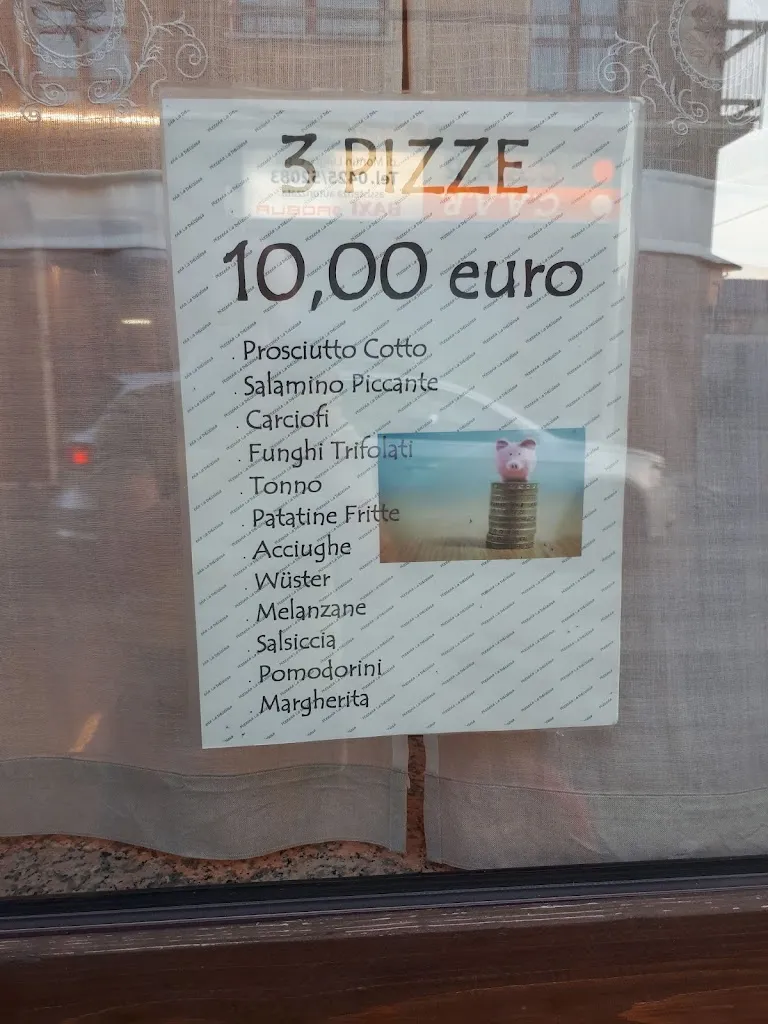 3 PIZZE
10,00 euro
. Prosciutto Cotto
. Salamino Piccante
. Carciofi
. Funghi Trifolati
. Tonno
. Patatine Fritte
. Acciughe
. Wüster
. Melanzane
. Salsiccia
. Pomodorini
. Margherita